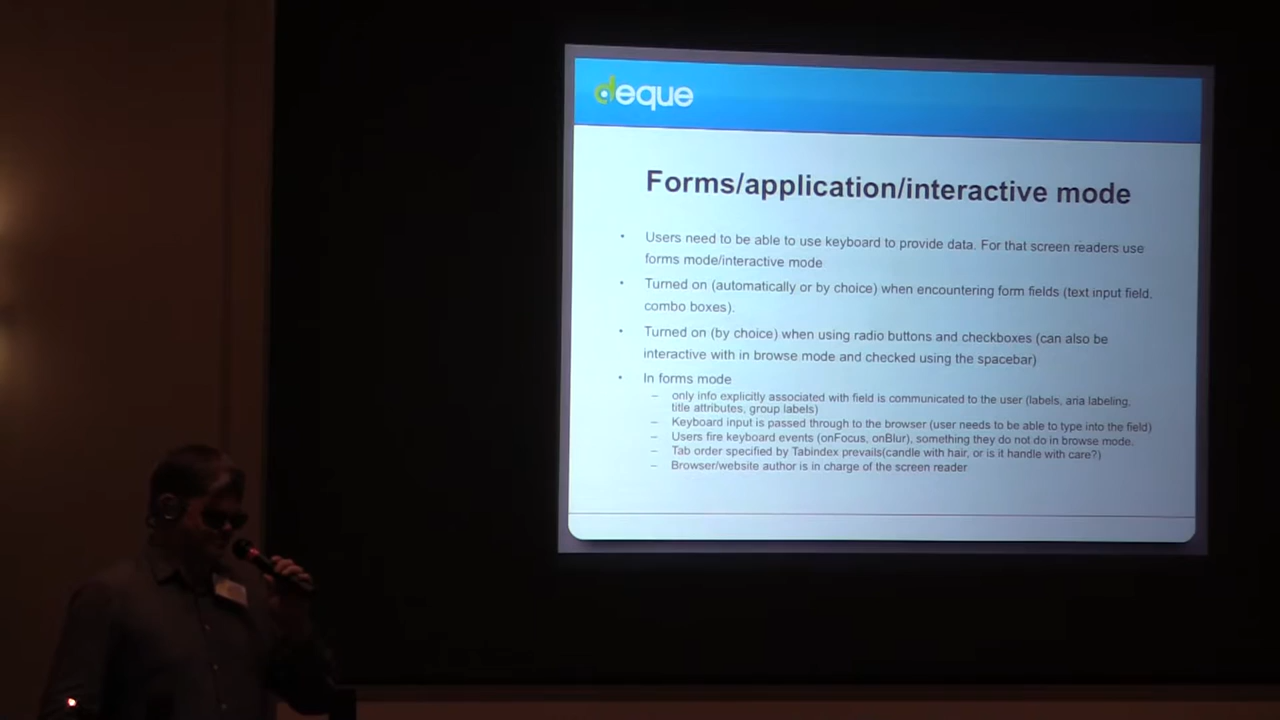 deque
Forms/application/interactive mode
• Users need to be able to use keyboard to provide data. For that screen readers use
forms mode/interactive mode
• Turned on (automatically or by choice) when encountering form fields (text input field,
combo boxes).
• Turned on (by choice) when using radio buttons and checkboxes (can also be
interactive with in browse mode and checked using the spacebar)
• In forms mode
– only info explicitly associated with field is communicated to the user (labels, aria labeling,
title attributes, group labels)
– Keyboard input is passed through to the browser (user needs to be able to type into the field)
– Users fire keyboard events (onFocus, onBlur), something they do not do in browse mode.
– Tab order specified by Tabindex prevails(candle with hair, or is it handle with care?)
– Browser/website author is in charge of the screen reader